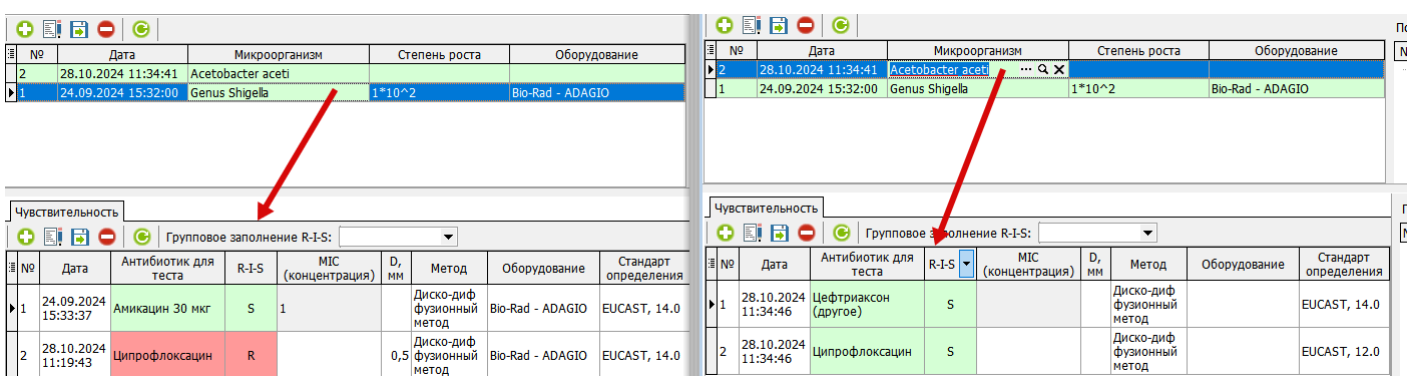 № Дата Микроорганизм Степень роста Оборудование
2 28.10.2024 11:34:41 Acetobacter aceti
1 24.09.2024 15:32:00 Genus Shigella 1*10^2 Bio-Rad - ADAGIO
Чувствительность
Групповое заполнение R-I-S:
№ Дата Антибиотик для теста R-I-S MIC (концентрация) D, мм Метод Оборудование Стандарт определения
1 24.09.2024 15:33:37 Амикацин 30 мкг S 1 Диско-диффузионный метод Bio-Rad - ADAGIO EUCAST, 14.0
2 28.10.2024 11:19:43 Ципрофлоксацин R 0,5 Диско-диффузионный метод Bio-Rad - ADAGIO EUCAST, 14.0
№ Дата Микроорганизм Степень роста Оборудование
2 28.10.2024 11:34:41 Acetobacter aceti ...
1 24.09.2024 15:32:00 Genus Shigella 1*10^2 Bio-Rad - ADAGIO
Чувствительность
Групповое заполнение R-I-S:
№ Дата Антибиотик для теста R-I-S MIC (концентрация) D, мм Метод Оборудование Стандарт определения
1 28.10.2024 11:34:46 Цефтриаксон (другое) S Диско-диффузионный метод EUCAST, 14.0
2 28.10.2024 11:34:46 Ципрофлоксацин S Диско-диффузионный метод EUCAST, 12.0